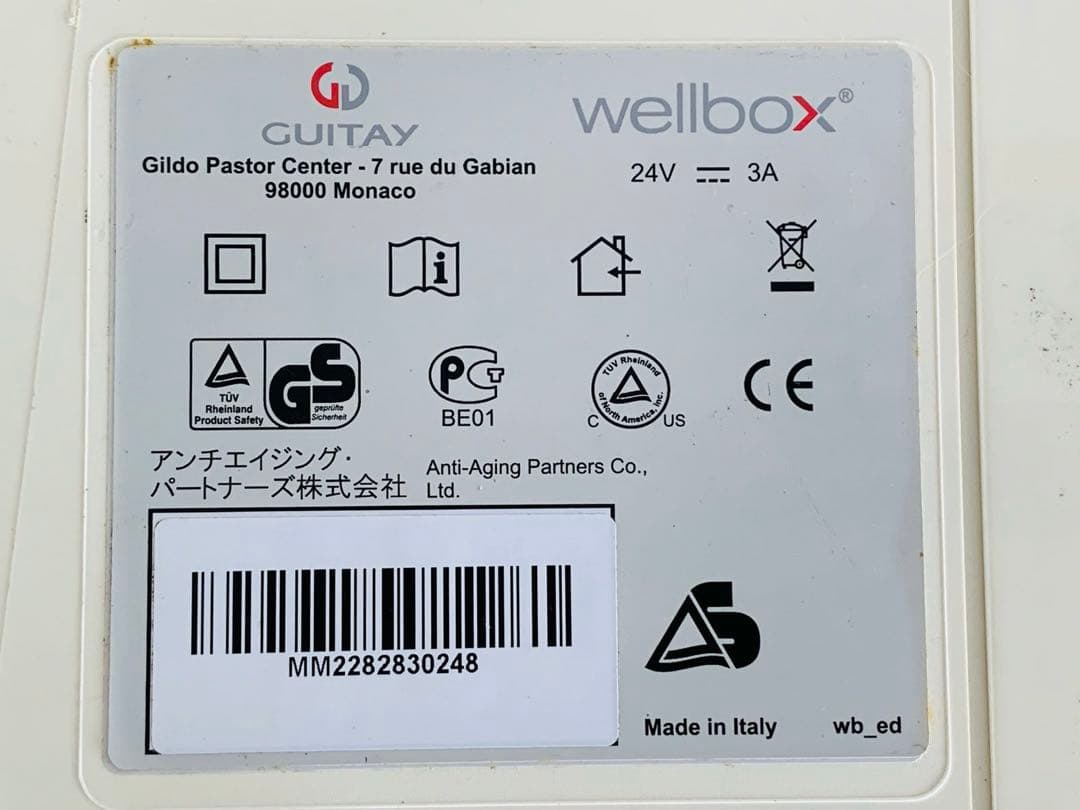 GUITAY
wellbox®
Gildo Pastor Center - 7 rue du Gabian
98000 Monaco
24V ⎓ 3A
i
TÜV
Rheinland
Product Safety
GS
geprüfte
Sicherheit
PCT
BE01
TÜV Rheinland
of North America, Inc.
C US
CE
アンチエイジング・
パートナーズ株式会社
Anti-Aging Partners Co.,
Ltd.
MM2282830248
S
Made in Italy
wb_ed